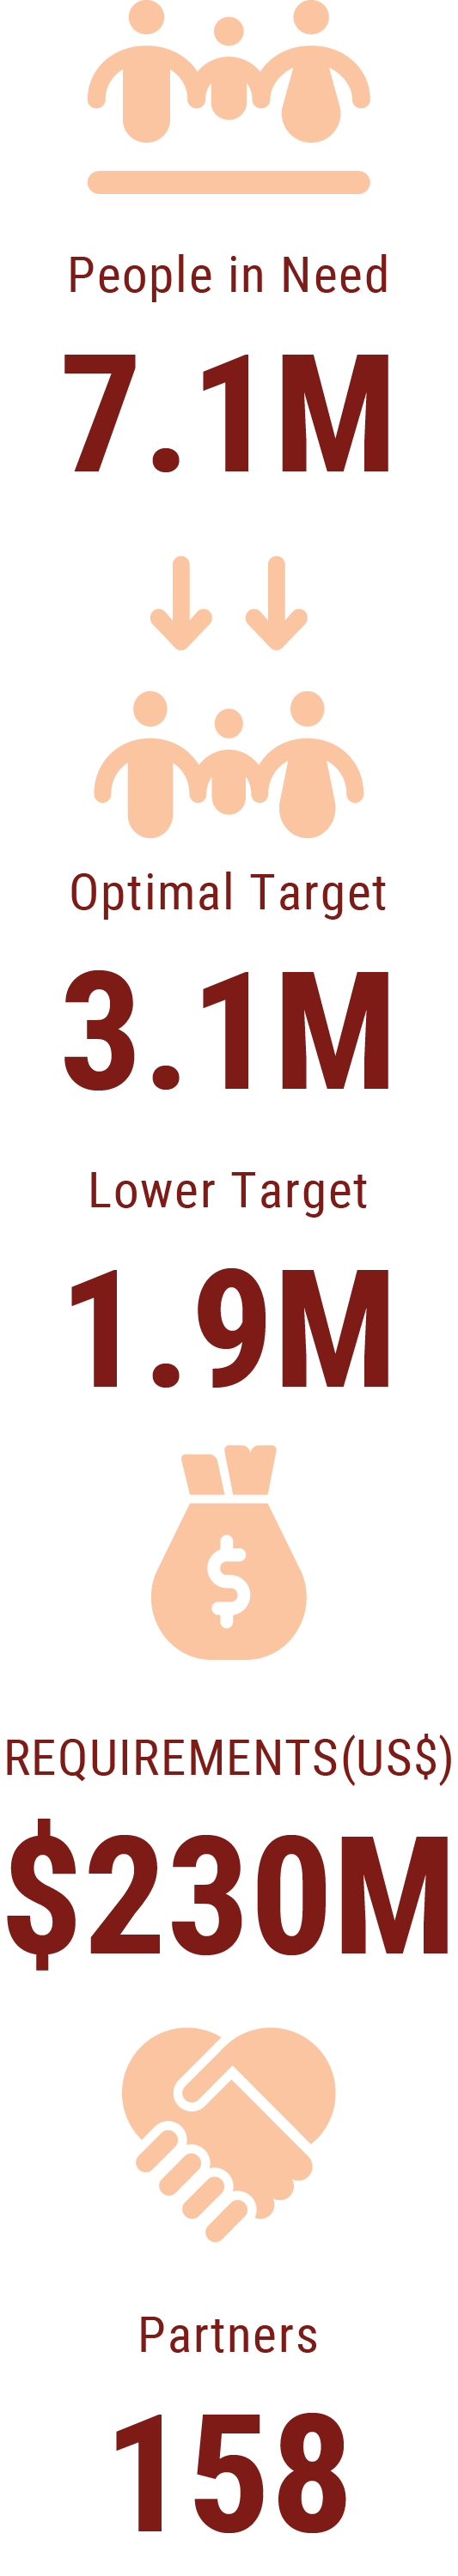 People in Need
7.1M
Optimal Target
3.1M
Lower Target
1.9M
$
REQUIREMENTS(US$)
$230M
Partners
158